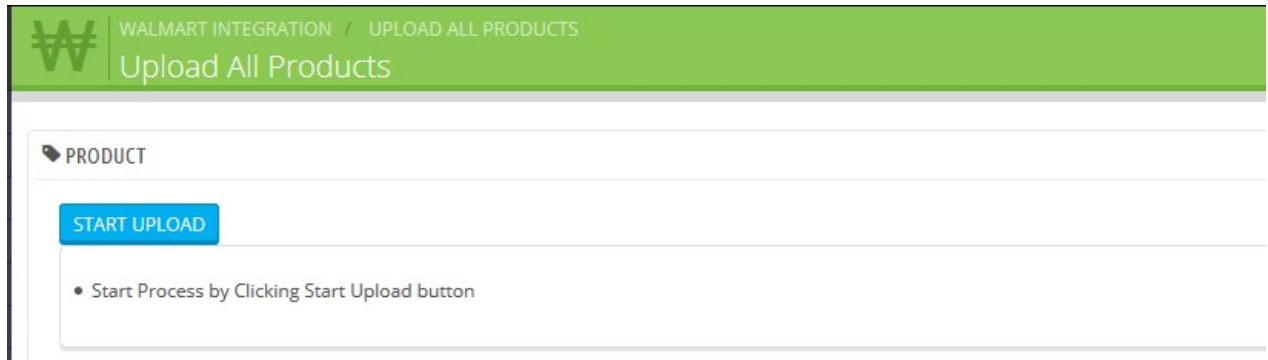 WALMART INTEGRATION / UPLOAD ALL PRODUCTS
Upload All Products
PRODUCT
START UPLOAD
• Start Process by Clicking Start Upload button